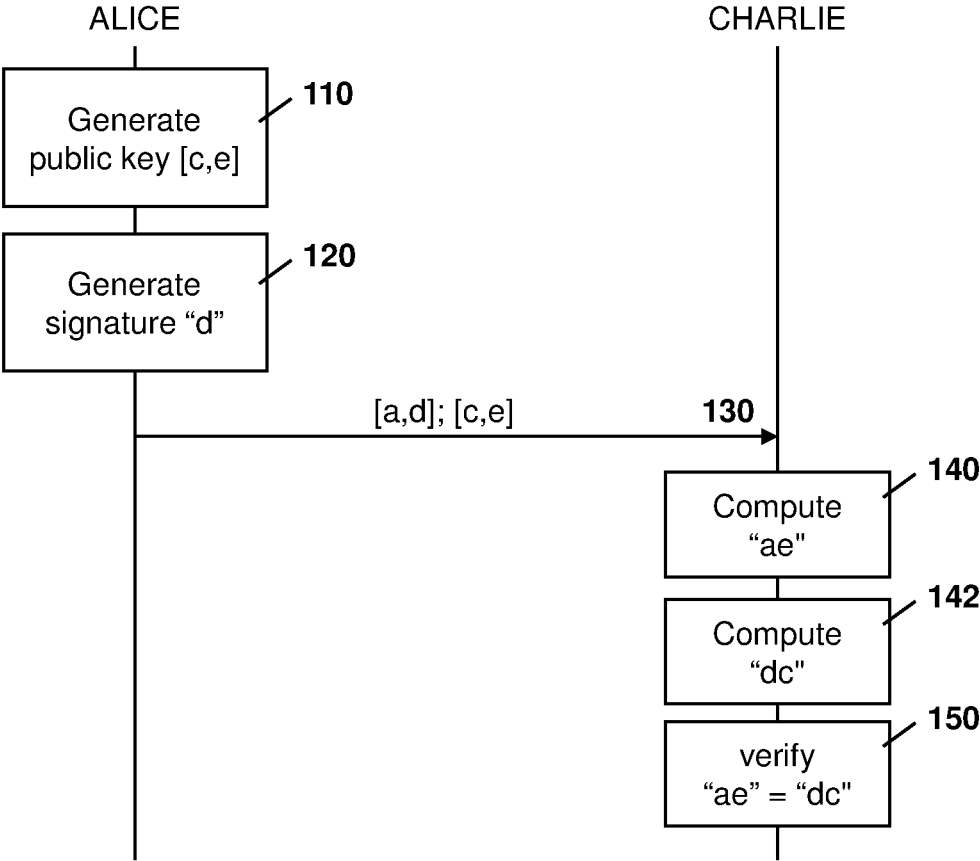 ALICE
CHARLIE
110
Generate
public key [c,e]
120
Generate
signature “d”
[a,d]; [c,e]
130
140
Compute
“ae"
142
Compute
“dc"
150
verify
“ae” = “dc"